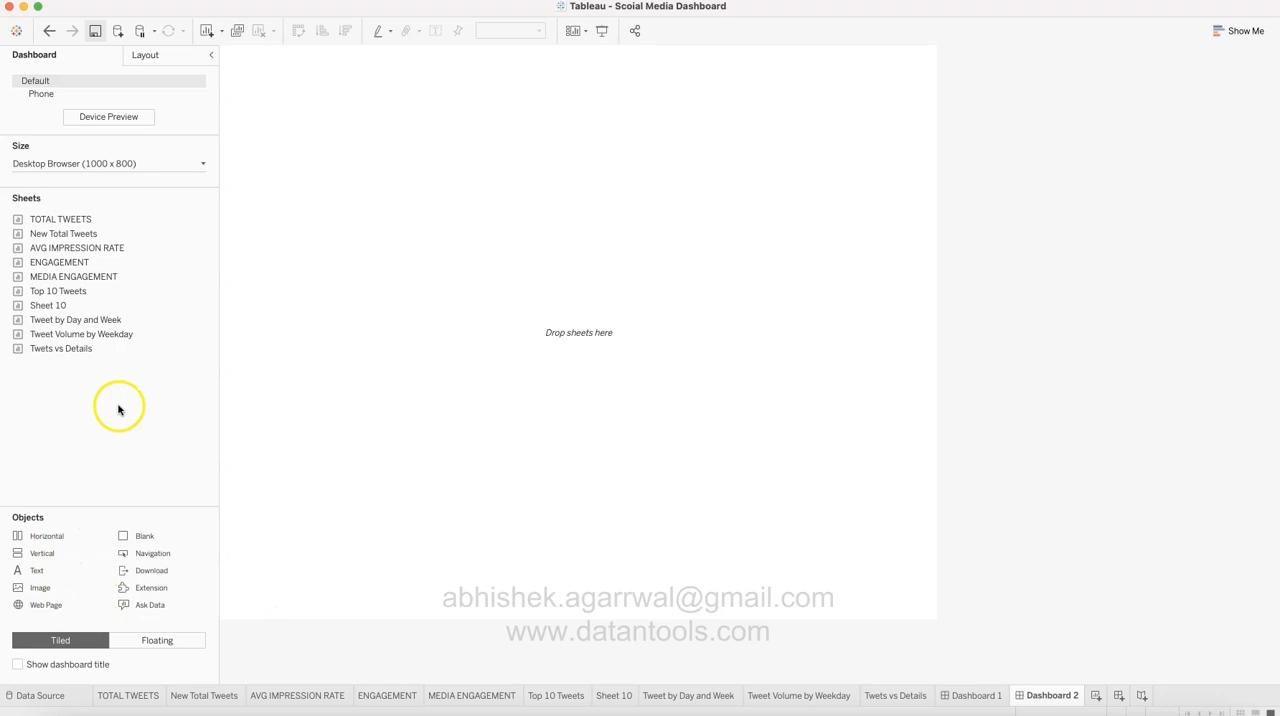 Tableau - Scoial Media Dashboard
Show Me
Dashboard
Layout
Default
Phone
Device Preview
Size
Desktop Browser (1000 x 800)
Sheets
TOTAL TWEETS
New Total Tweets
AVG IMPRESSION RATE
ENGAGEMENT
MEDIA ENGAGEMENT
Top 10 Tweets
Sheet 10
Tweet by Day and Week
Tweet Volume by Weekday
Twets vs Details
Drop sheets here
Objects
Horizontal Blank
Vertical Navigation
A Text Download
Image Extension
Web Page Ask Data
Tiled Floating
Show dashboard title
abhishek.agarrwal@gmail.com
www.datantools.com
Data Source TOTAL TWEETS New Total Tweets AVG IMPRESSION RATE ENGAGEMENT MEDIA ENGAGEMENT Top 10 Tweets Sheet 10 Tweet by Day and Week Tweet Volume by Weekday Twets vs Details Dashboard 1 Dashboard 2